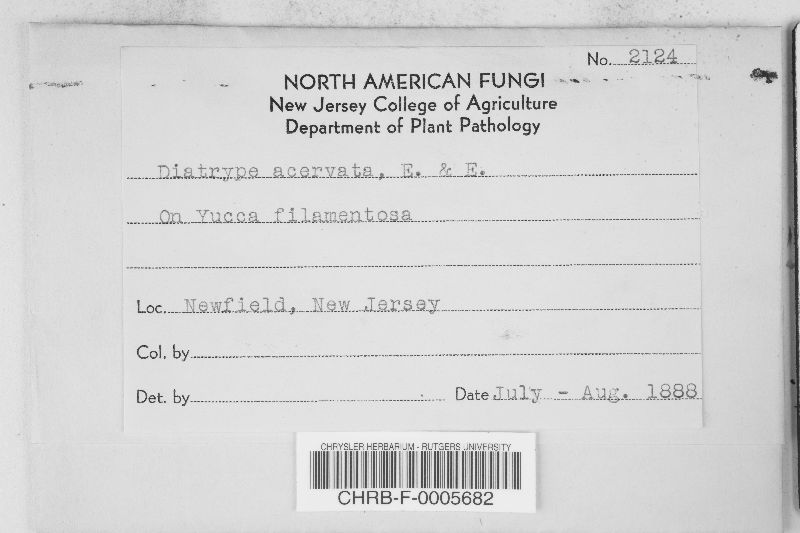 No. 2124
NORTH AMERICAN FUNGI
New Jersey College of Agriculture
Department of Plant Pathology
Diatrype acervata, E. & E.
On Yucca filamentosa
Loc. Newfield, New Jersey
Col. by
Det. by Date July - Aug. 1888
CHRYSLER HERBARIUM - RUTGERS UNIVERSITY
CHRB-F-0005682